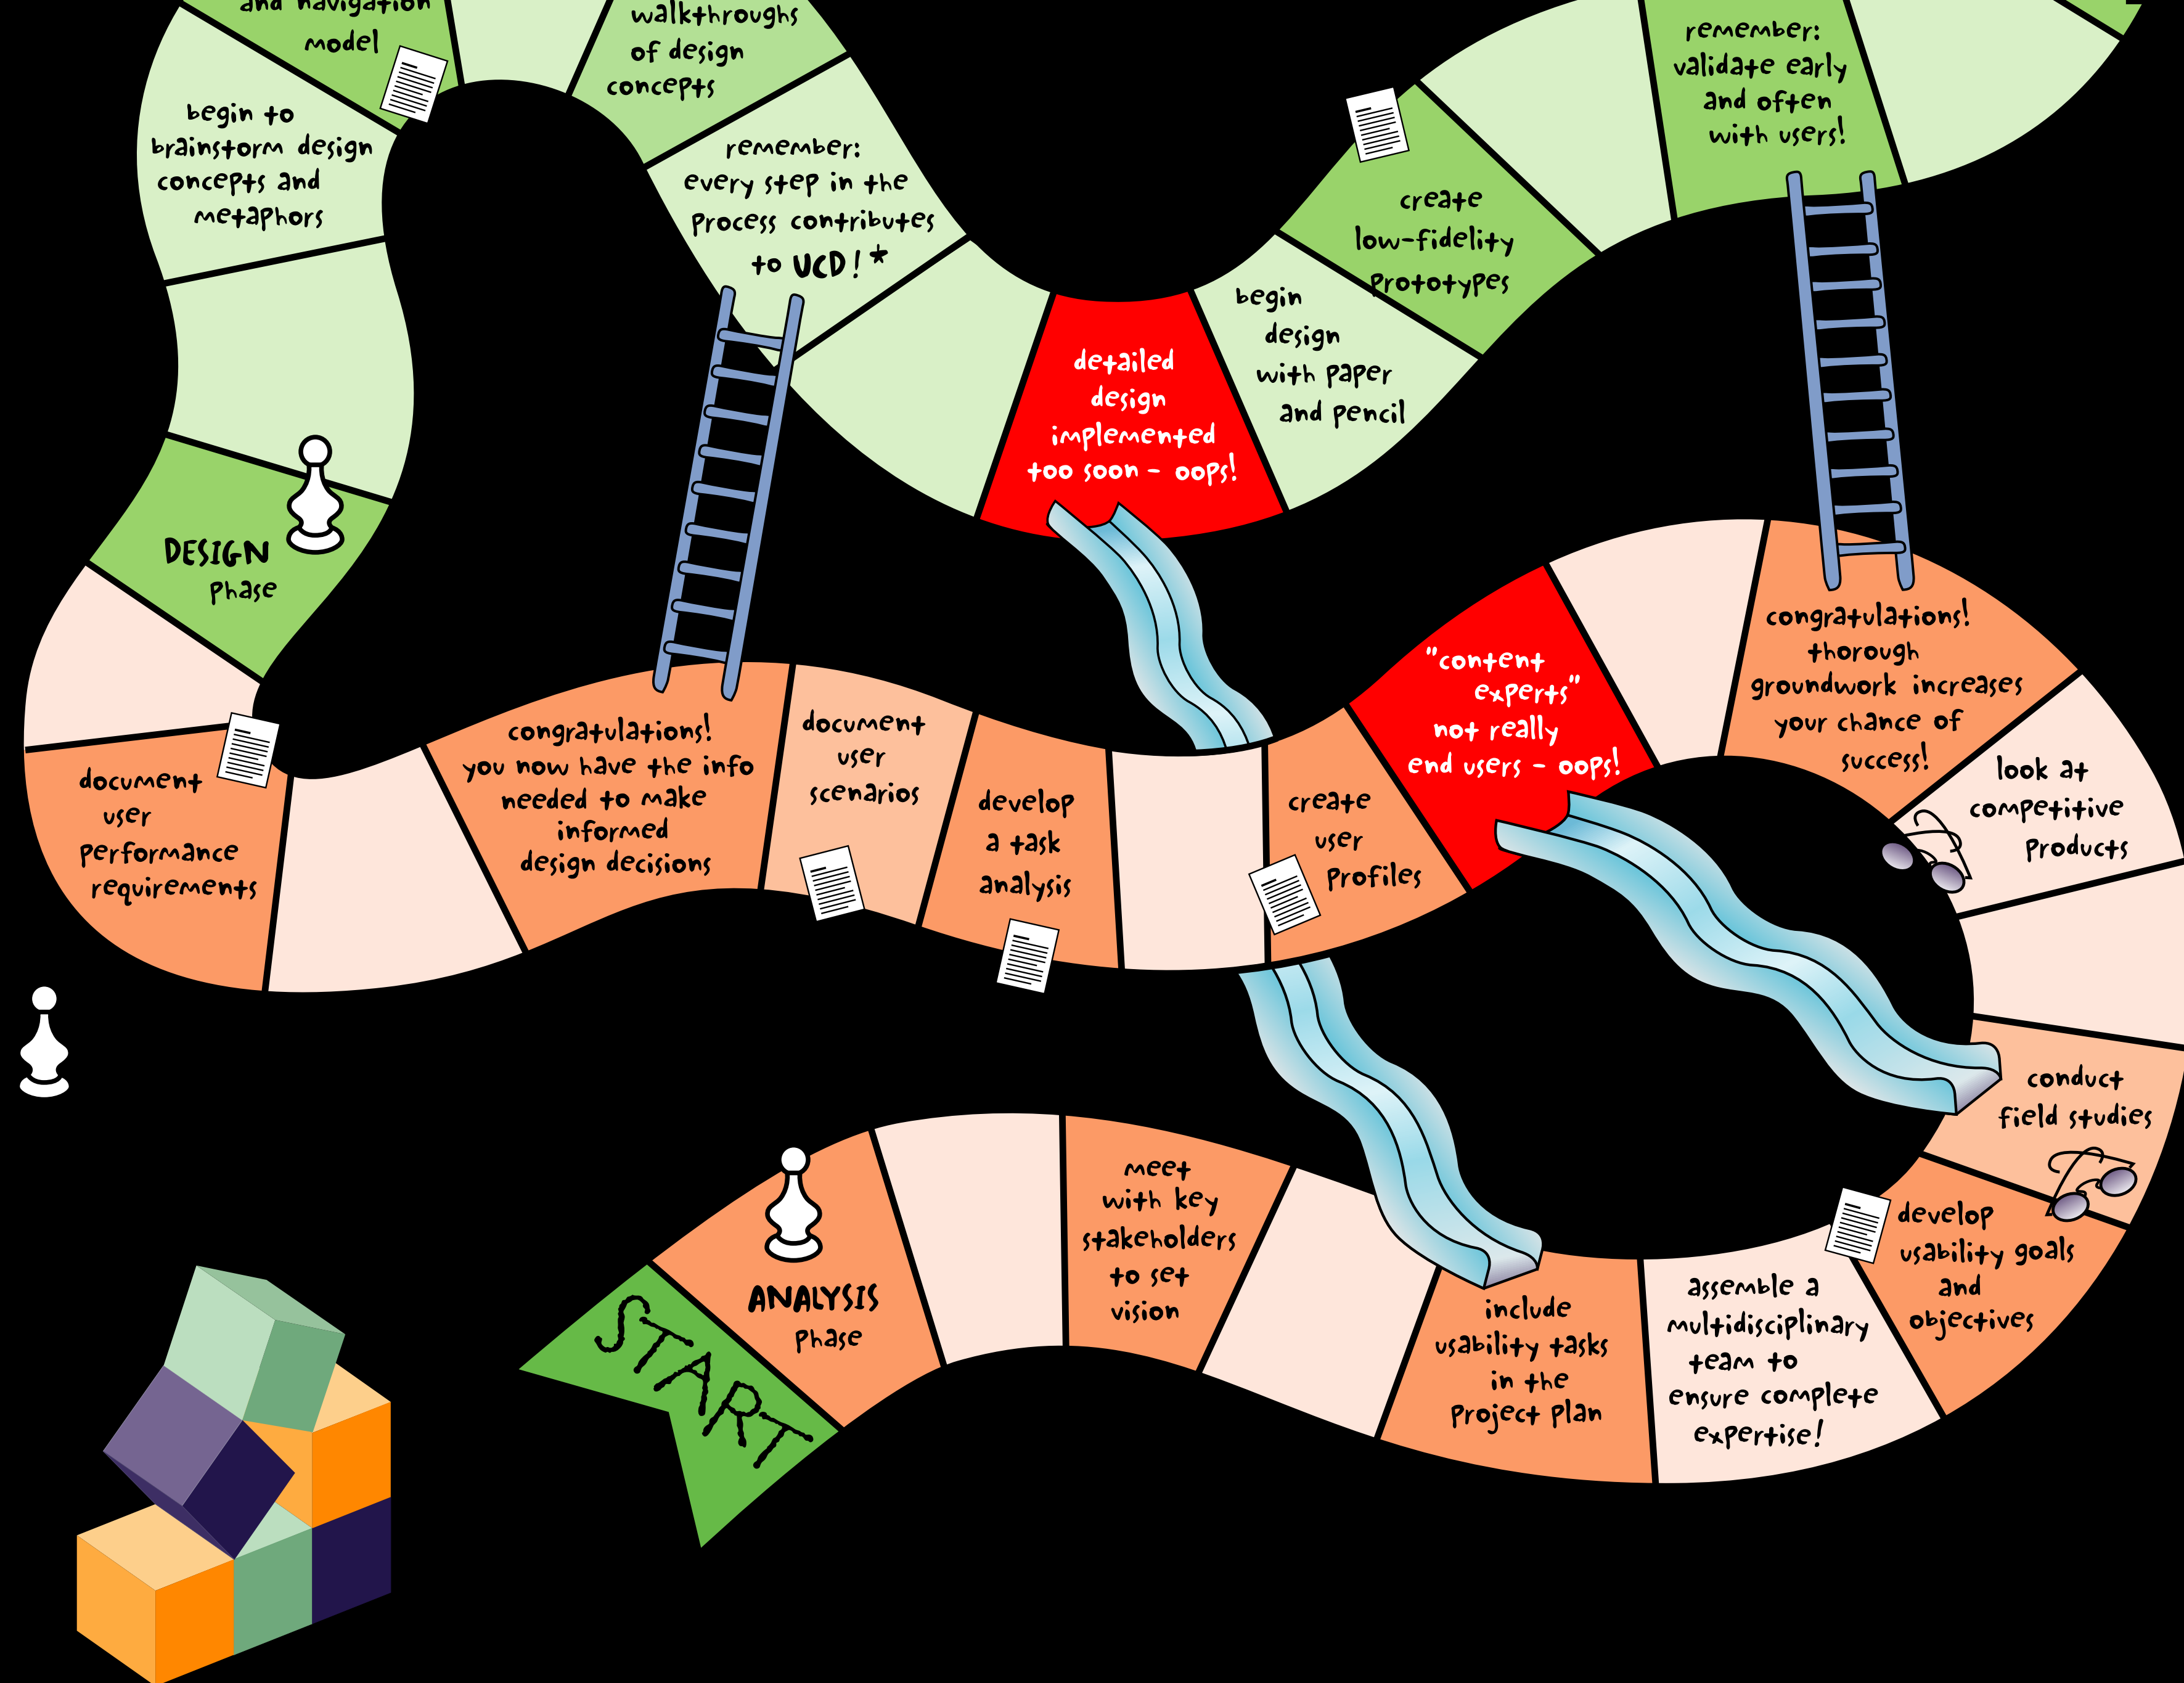 and navigation
model
walkthroughs
of design
concepts
remember:
validate early
and often
with users!
begin to
brainstorm design
concepts and
metaphors
remember:
every step in the
process contributes
to UCD! *
create
low-fidelity
prototypes
begin
design
with paper
and pencil
detailed
design
implemented
too soon - oops!
DESIGN
phase
"content
experts"
not really
end users - oops!
congratulations!
thorough
groundwork increases
your chance of
success!
congratulations!
you now have the info
needed to make
informed
design decisions
document
user
scenarios
document
user
performance
requirements
develop
a task
analysis
create
user
profiles
look at
competitive
products
conduct
field studies
develop
usability goals
and
objectives
meet
with key
stakeholders
to set
vision
ANALYSIS
phase
include
usability tasks
in the
project plan
assemble a
multidisciplinary
team to
ensure complete
expertise!
START